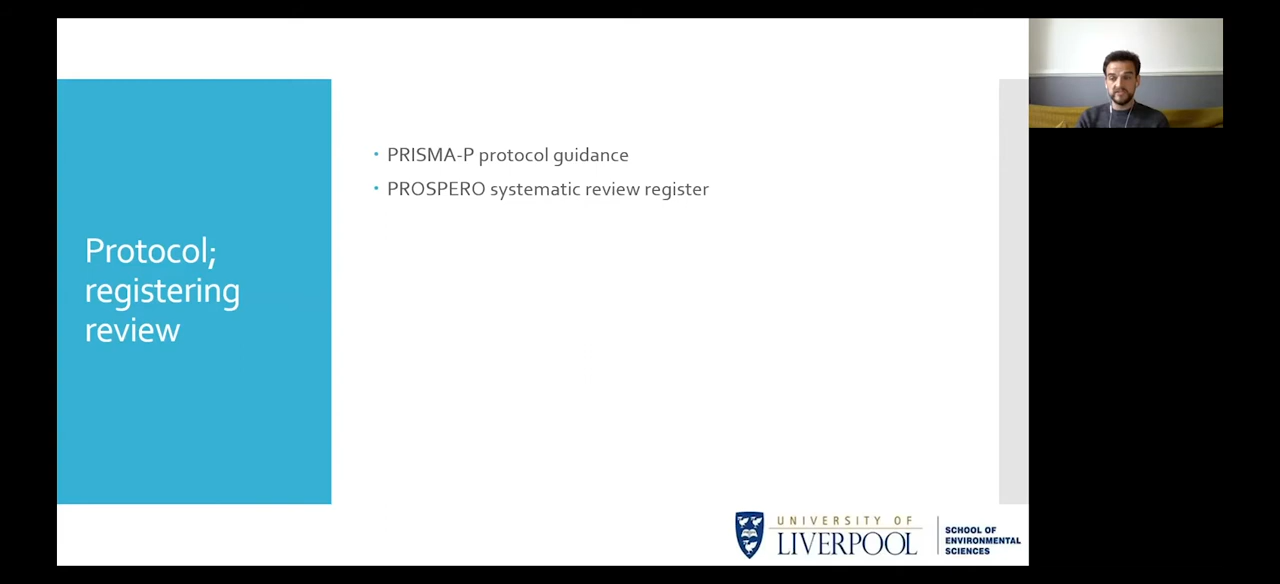 Protocol;
registering
review
• PRISMA-P protocol guidance
• PROSPERO systematic review register
UNIVERSITY OF
LIVERPOOL
SCHOOL OF
ENVIRONMENTAL
SCIENCES